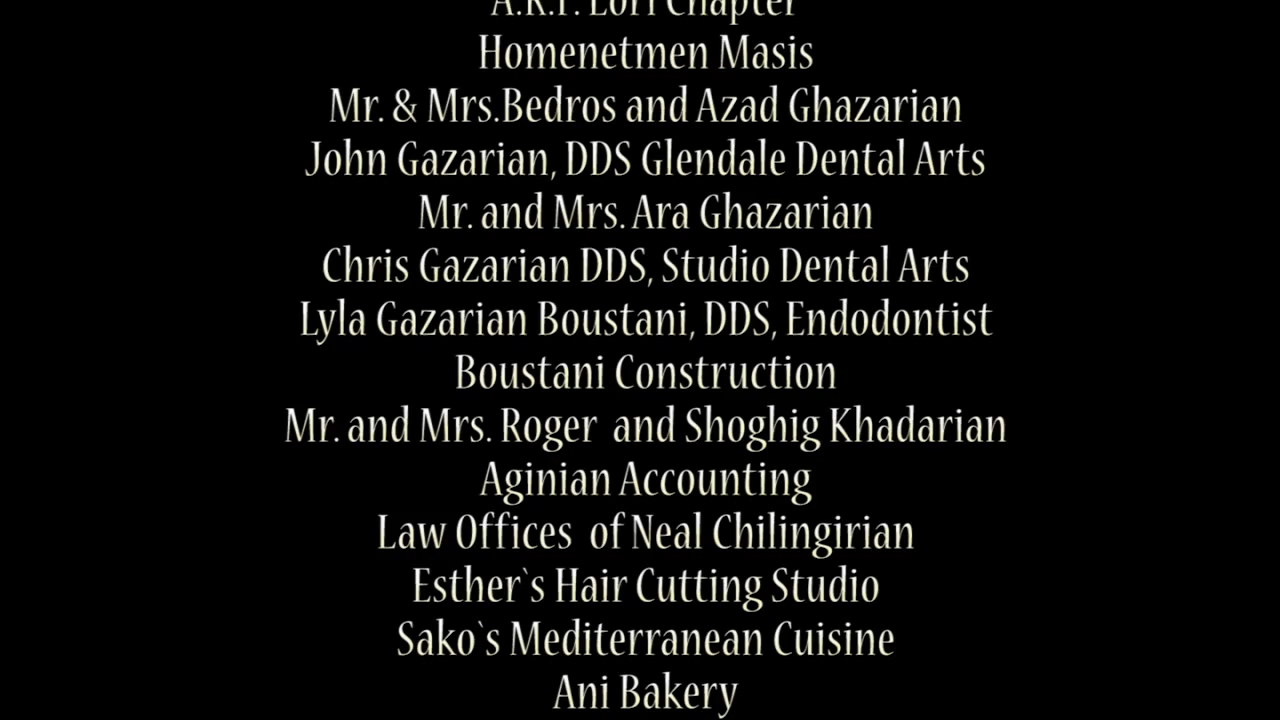 A.R.F. Lori Chapter
Homenetmen Masis
Mr. & Mrs.Bedros and Azad Ghazarian
John Gazarian, DDS Glendale Dental Arts
Mr. and Mrs. Ara Ghazarian
Chris Gazarian DDS, Studio Dental Arts
Lyla Gazarian Boustani, DDS, Endodontist
Boustani Construction
Mr. and Mrs. Roger  and Shoghig Khadarian
Aginian Accounting
Law Offices  of Neal Chilingirian
Esther`s Hair Cutting Studio
Sako`s Mediterranean Cuisine
Ani Bakery